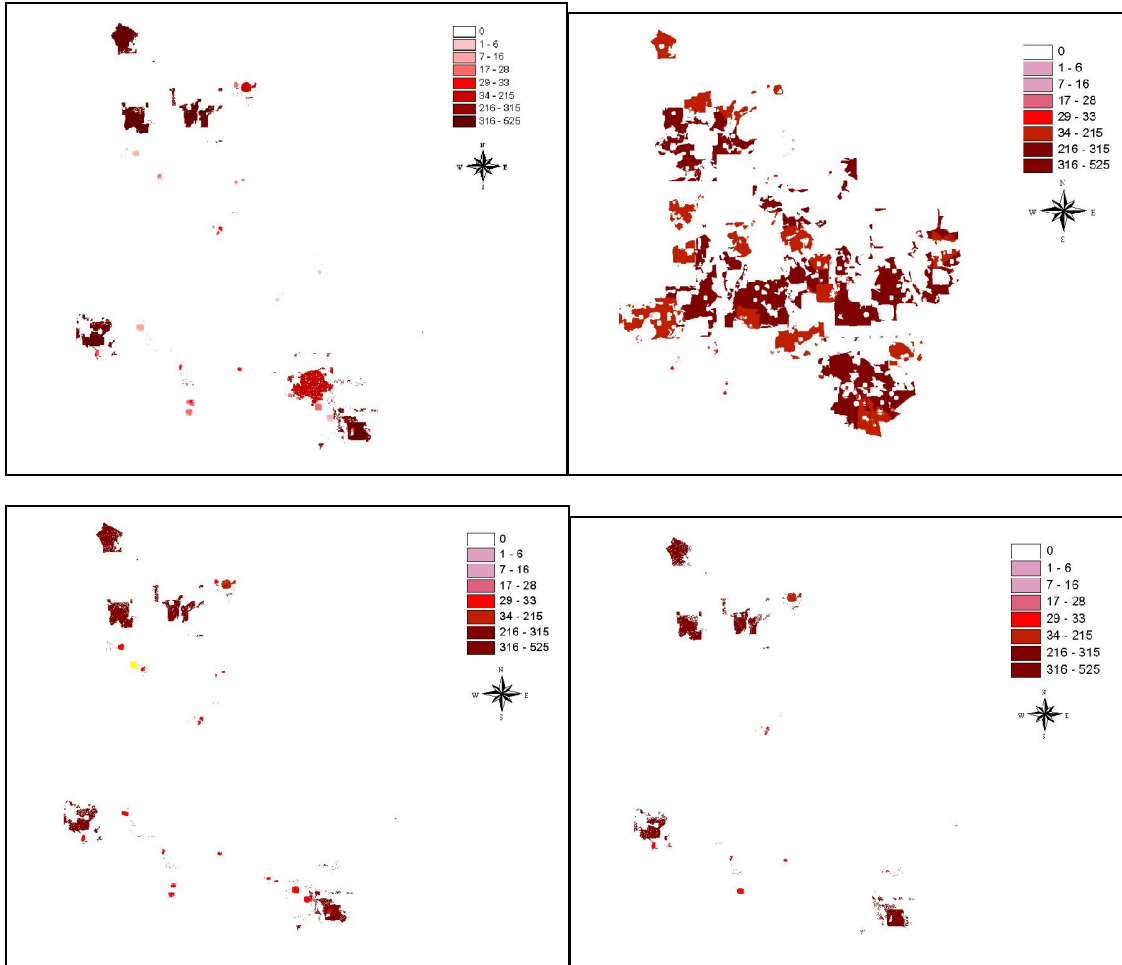 0
1 - 6
7 - 16
17 - 28
29 - 33
34 - 215
216 - 315
316 - 525
N
W E
S
0
1 - 6
7 - 16
17 - 28
29 - 33
34 - 215
216 - 315
316 - 525
N
W E
S
0
1 - 6
7 - 16
17 - 28
29 - 33
34 - 215
216 - 315
316 - 525
N
W E
S
0
1 - 6
7 - 16
17 - 28
29 - 33
34 - 215
216 - 315
316 - 525
N
W E
S